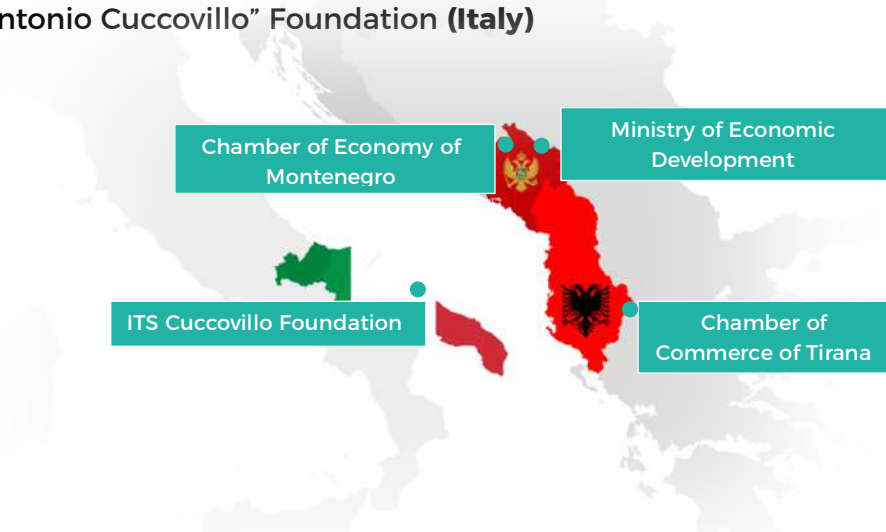 ntonio Cuccovillo” Foundation (Italy)
Chamber of Economy of
Montenegro
Ministry of Economic
Development
ITS Cuccovillo Foundation
Chamber of
Commerce of Tirana